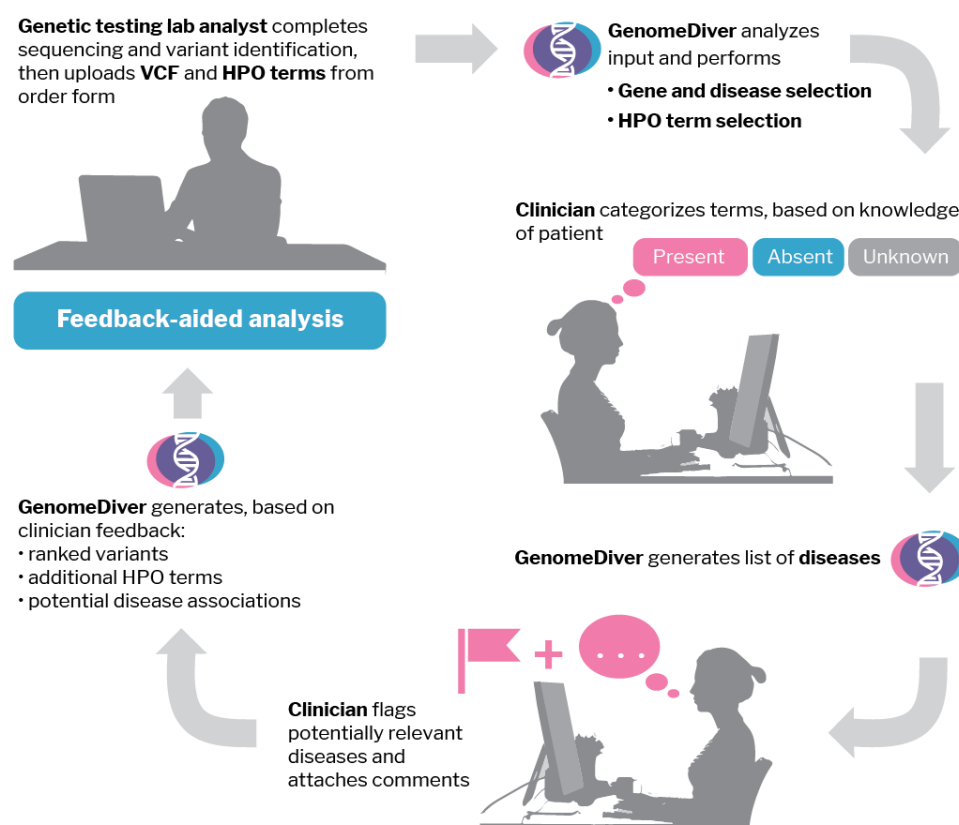 Genetic testing lab analyst completes
sequencing and variant identification,
then uploads VCF and HPO terms from
order form
GenomeDiver analyzes
input and performs
• Gene and disease selection
• HPO term selection
Clinician categorizes terms, based on knowledge
of patient
Present
Absent
Unknown
Feedback-aided analysis
GenomeDiver generates list of diseases
Clinician flags
potentially relevant
diseases and
attaches comments
GenomeDiver generates, based on
clinician feedback:
• ranked variants
• additional HPO terms
• potential disease associations